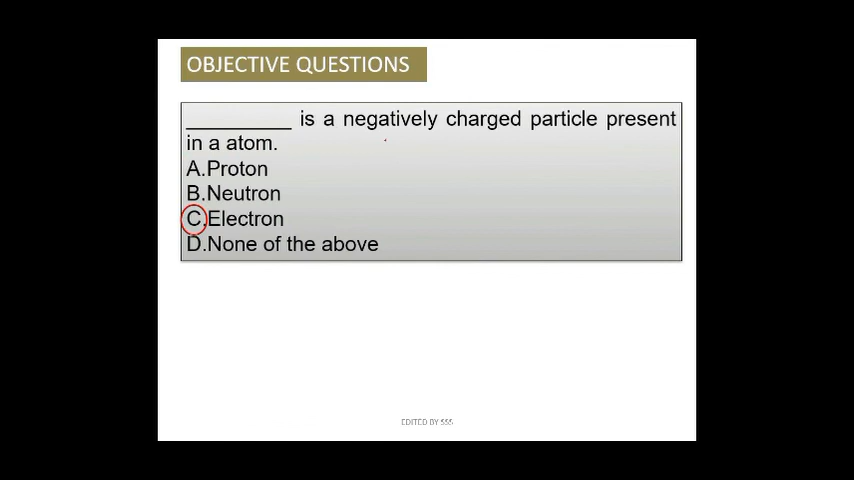 OBJECTIVE QUESTIONS
_________ is a negatively charged particle present
in a atom.
A.Proton
B.Neutron
C.Electron
D.None of the above
EDITED BY 555